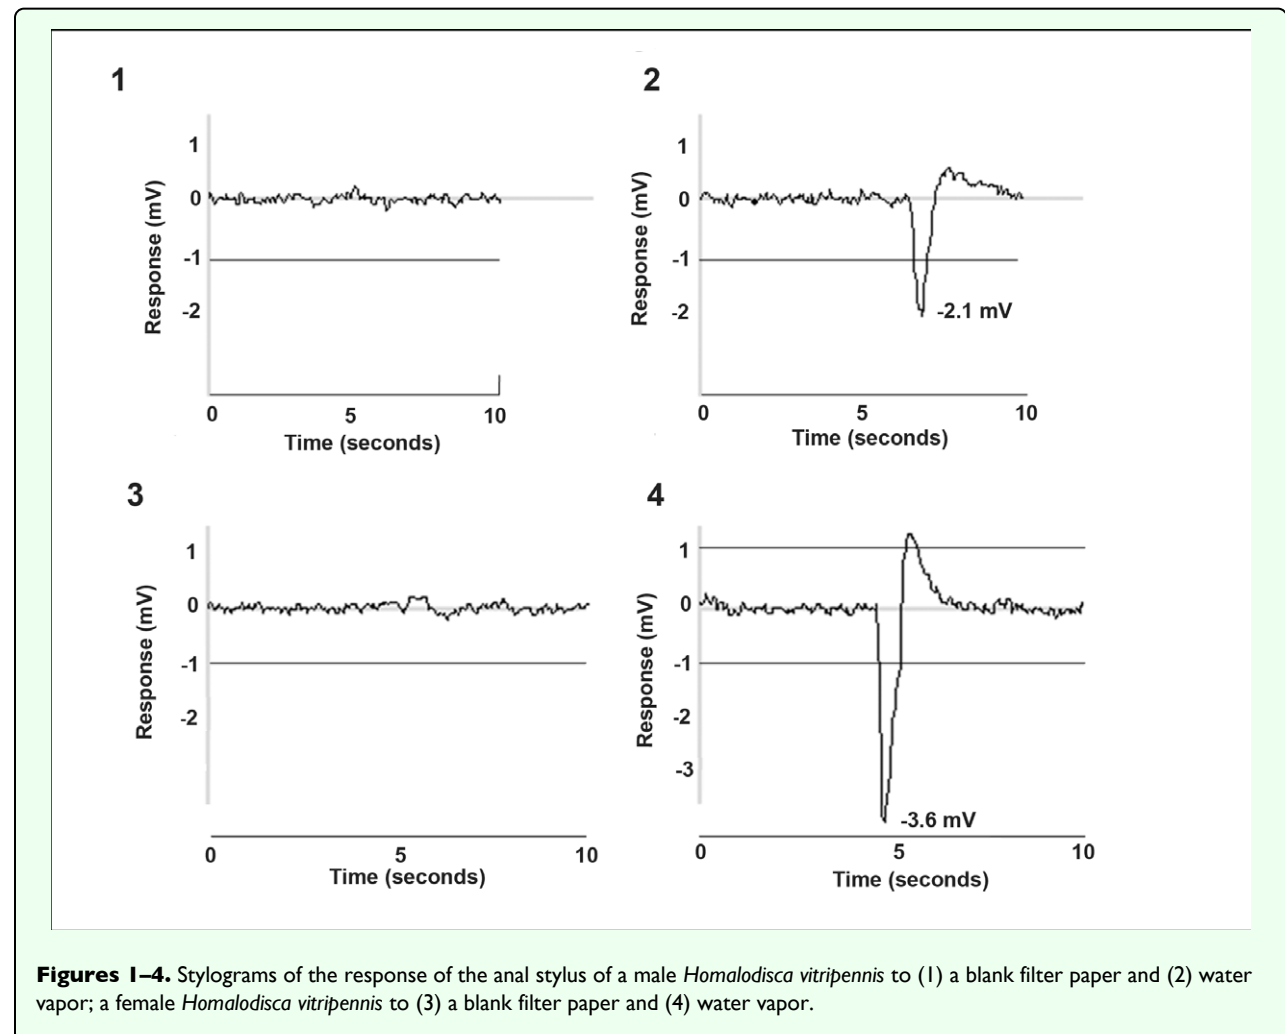 1
1
0
-1
-2
Response (mV)
0 5 10
Time (seconds)
2
1
0
-1
-2
Response (mV)
-2.1 mV
0 5 10
Time (seconds)
3
1
0
-1
-2
Response (mV)
0 5 10
Time (seconds)
4
1
0
-1
-2
-3
Response (mV)
-3.6 mV
0 5 10
Time (seconds)
Figures 1–4. Stylograms of the response of the anal stylus of a male Homalodisca vitripennis to (1) a blank filter paper and (2) water
vapor; a female Homalodisca vitripennis to (3) a blank filter paper and (4) water vapor.